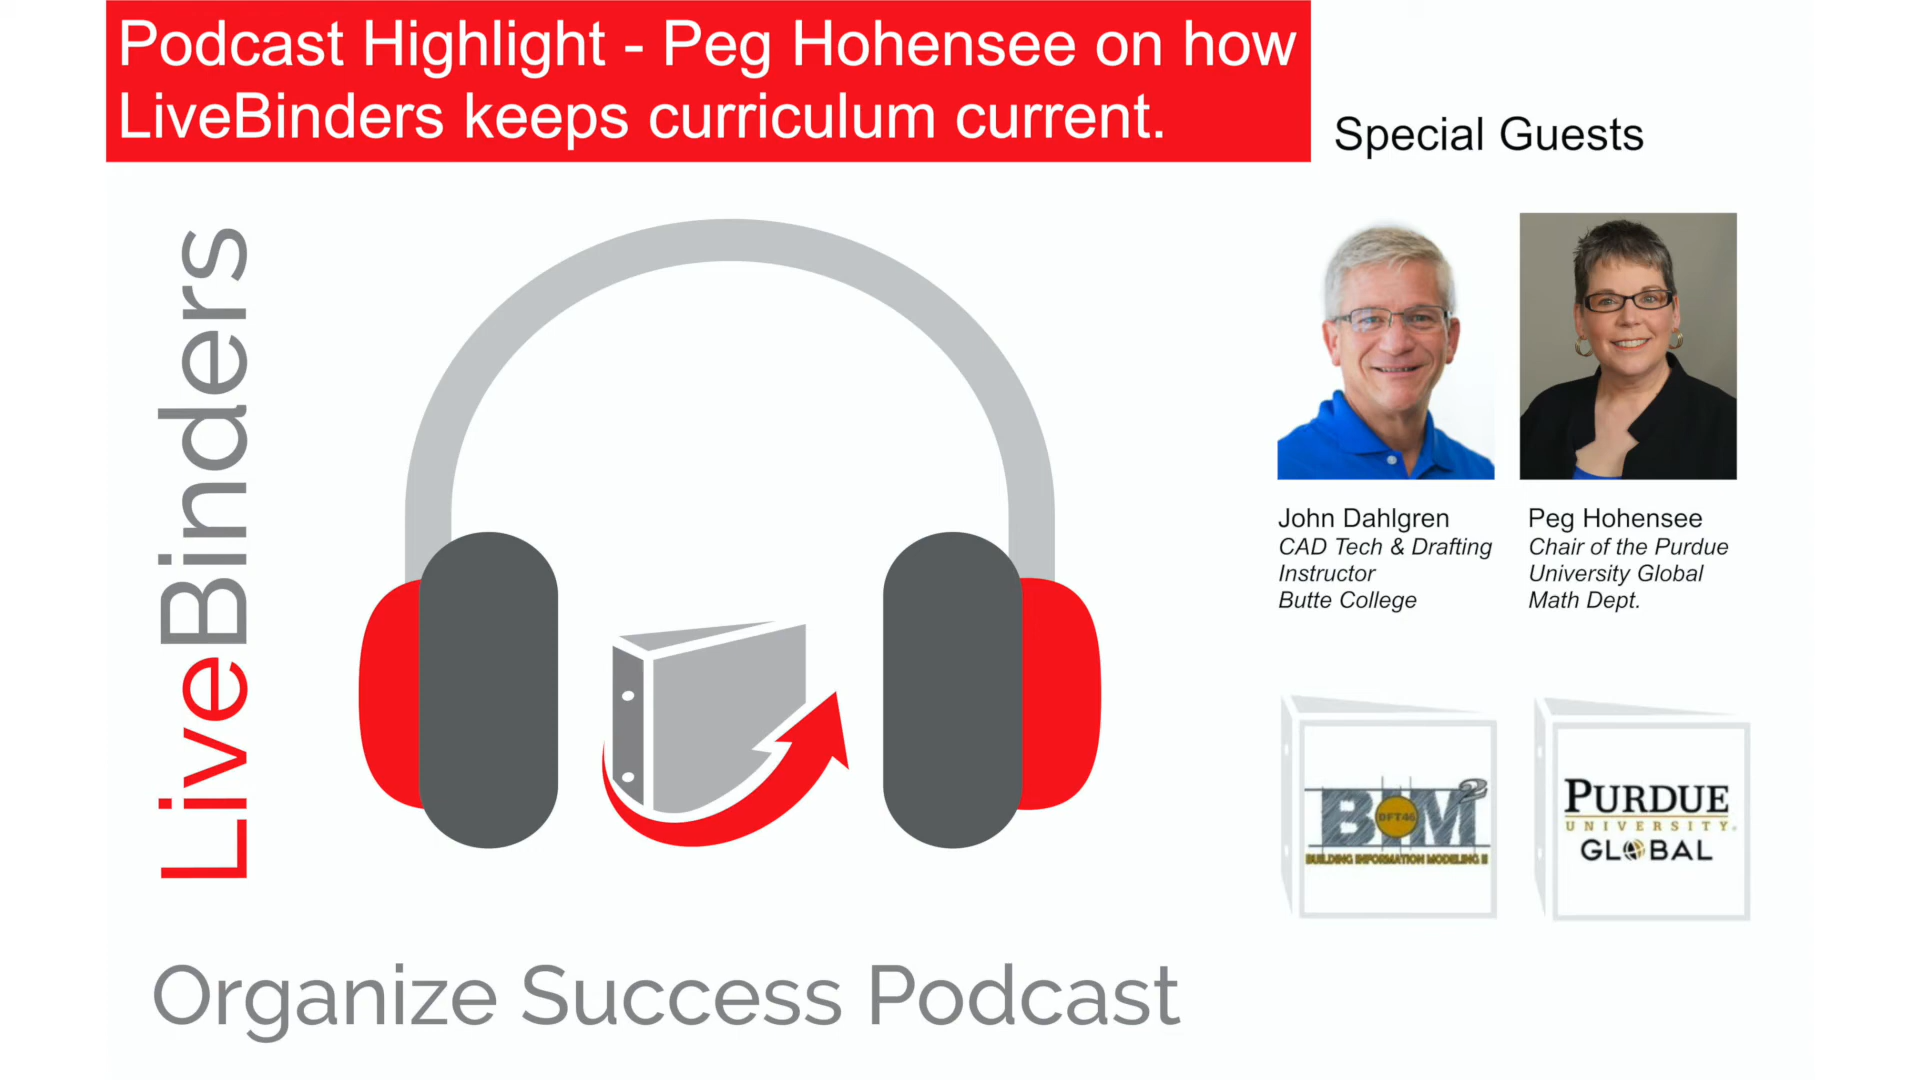 Podcast Highlight - Peg Hohensee on how
LiveBinders keeps curriculum current.
Special Guests
LiveBinders
John Dahlgren
CAD Tech & Drafting
Instructor
Butte College
Peg Hohensee
Chair of the Purdue
University Global
Math Dept.
BIM2
DFT46
BUILDING INFORMATION MODELING II
PURDUE
UNIVERSITY
GLOBAL
Organize Success Podcast